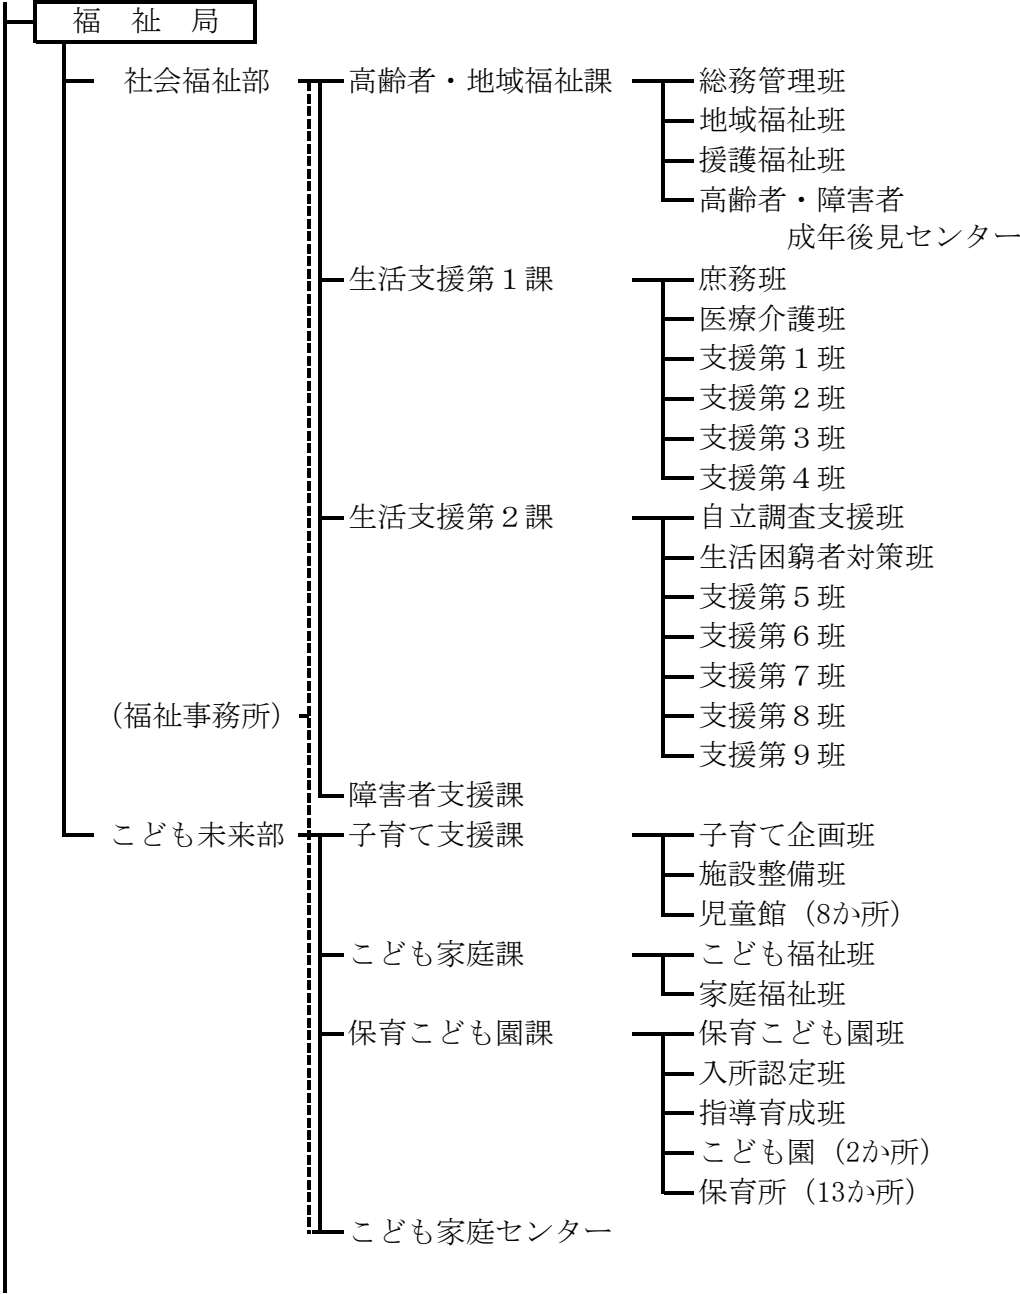 福　祉　局
社会福祉部　高齢者・地域福祉課　総務管理班
地域福祉班
援護福祉班
高齢者・障害者
成年後見センター
生活支援第１課　庶務班
医療介護班
支援第１班
支援第２班
支援第３班
支援第４班
生活支援第２課　自立調査支援班
生活困窮者対策班
支援第５班
支援第６班
支援第７班
（福祉事務所）　支援第８班
支援第９班
障害者支援課
こども未来部　子育て支援課　子育て企画班
施設整備班
児童館（8か所）
こども家庭課　こども福祉班
家庭福祉班
保育こども園課　保育こども園班
入所認定班
指導育成班
こども園（2か所）
保育所（13か所）
こども家庭センター